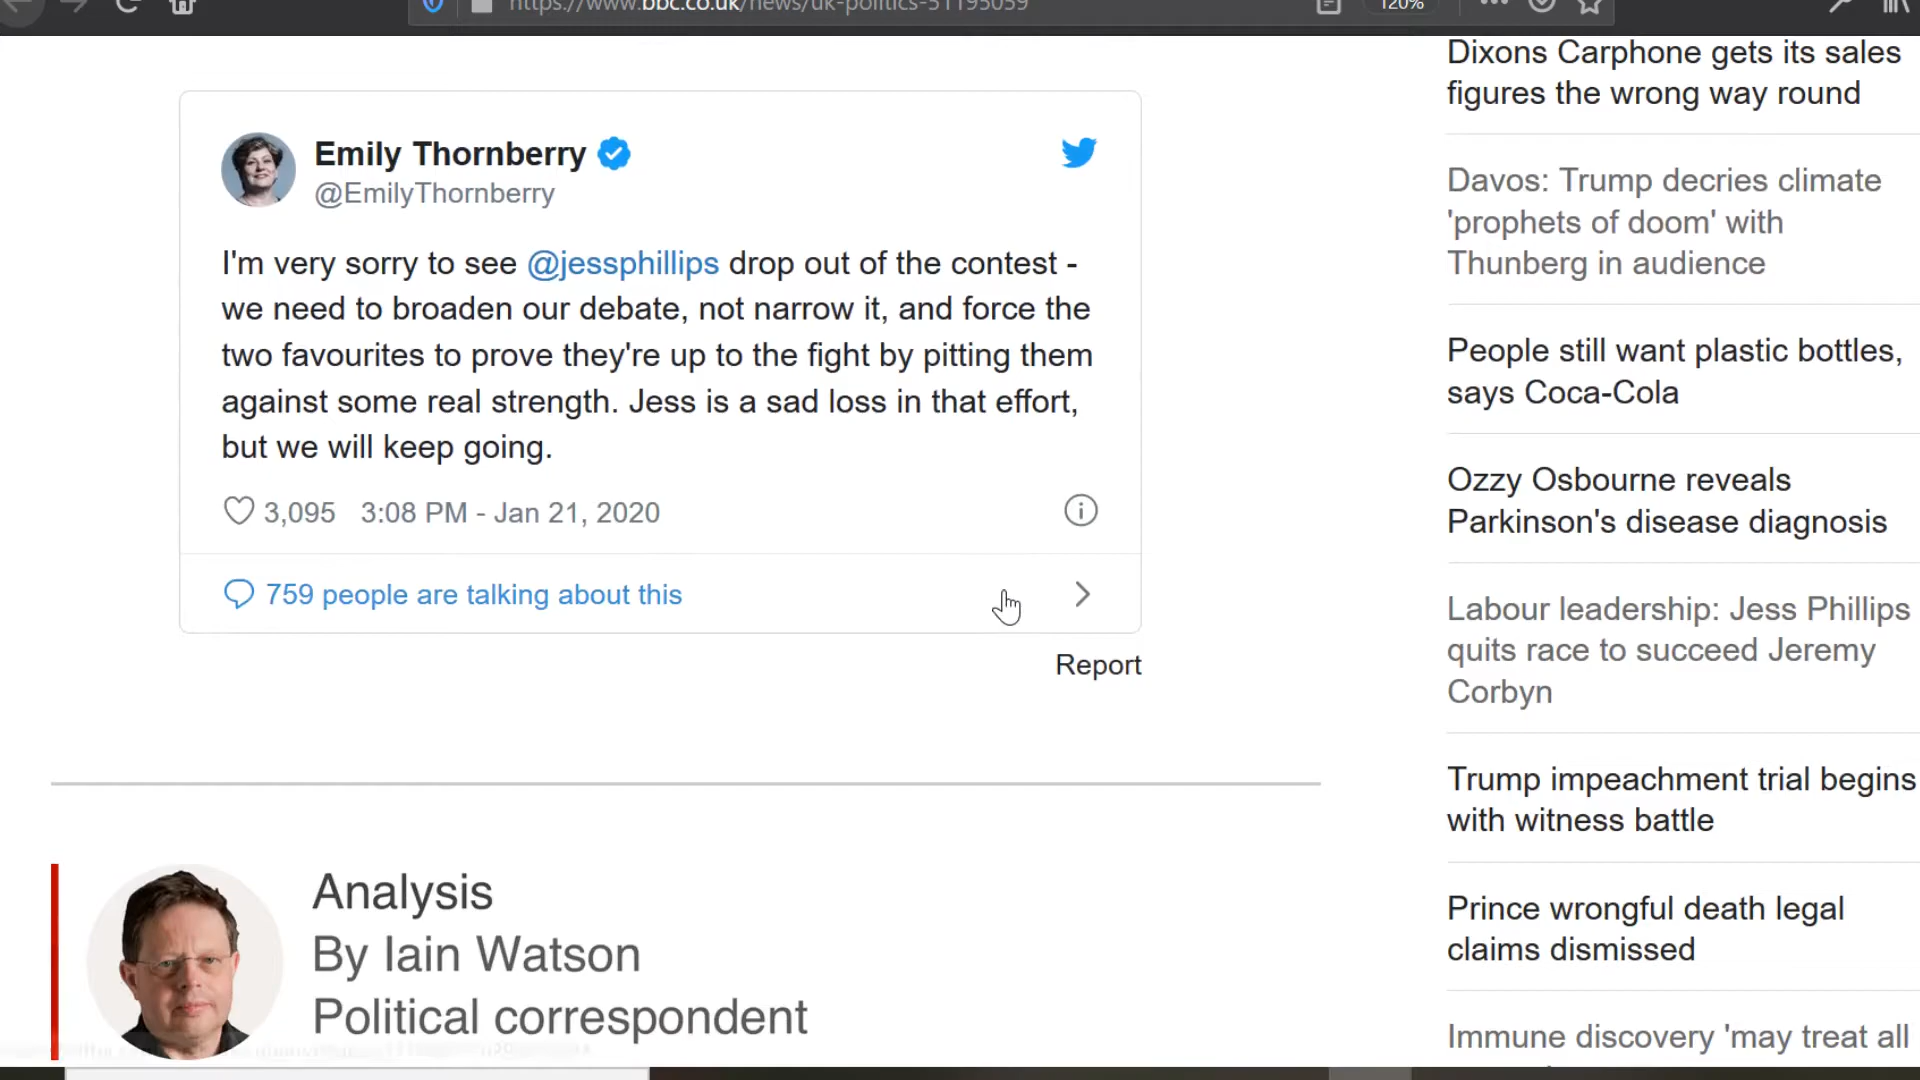 https://www.bbc.co.uk/news/uk-politics-51195059
120%
Emily Thornberry
@EmilyThornberry
I'm very sorry to see @jessphillips drop out of the contest -
we need to broaden our debate, not narrow it, and force the
two favourites to prove they're up to the fight by pitting them
against some real strength. Jess is a sad loss in that effort,
but we will keep going.
3,095 3:08 PM - Jan 21, 2020
759 people are talking about this
Report
Analysis
By Iain Watson
Political correspondent
Dixons Carphone gets its sales
figures the wrong way round
Davos: Trump decries climate
'prophets of doom' with
Thunberg in audience
People still want plastic bottles,
says Coca-Cola
Ozzy Osbourne reveals
Parkinson's disease diagnosis
Labour leadership: Jess Phillips
quits race to succeed Jeremy
Corbyn
Trump impeachment trial begins
with witness battle
Prince wrongful death legal
claims dismissed
Immune discovery 'may treat all